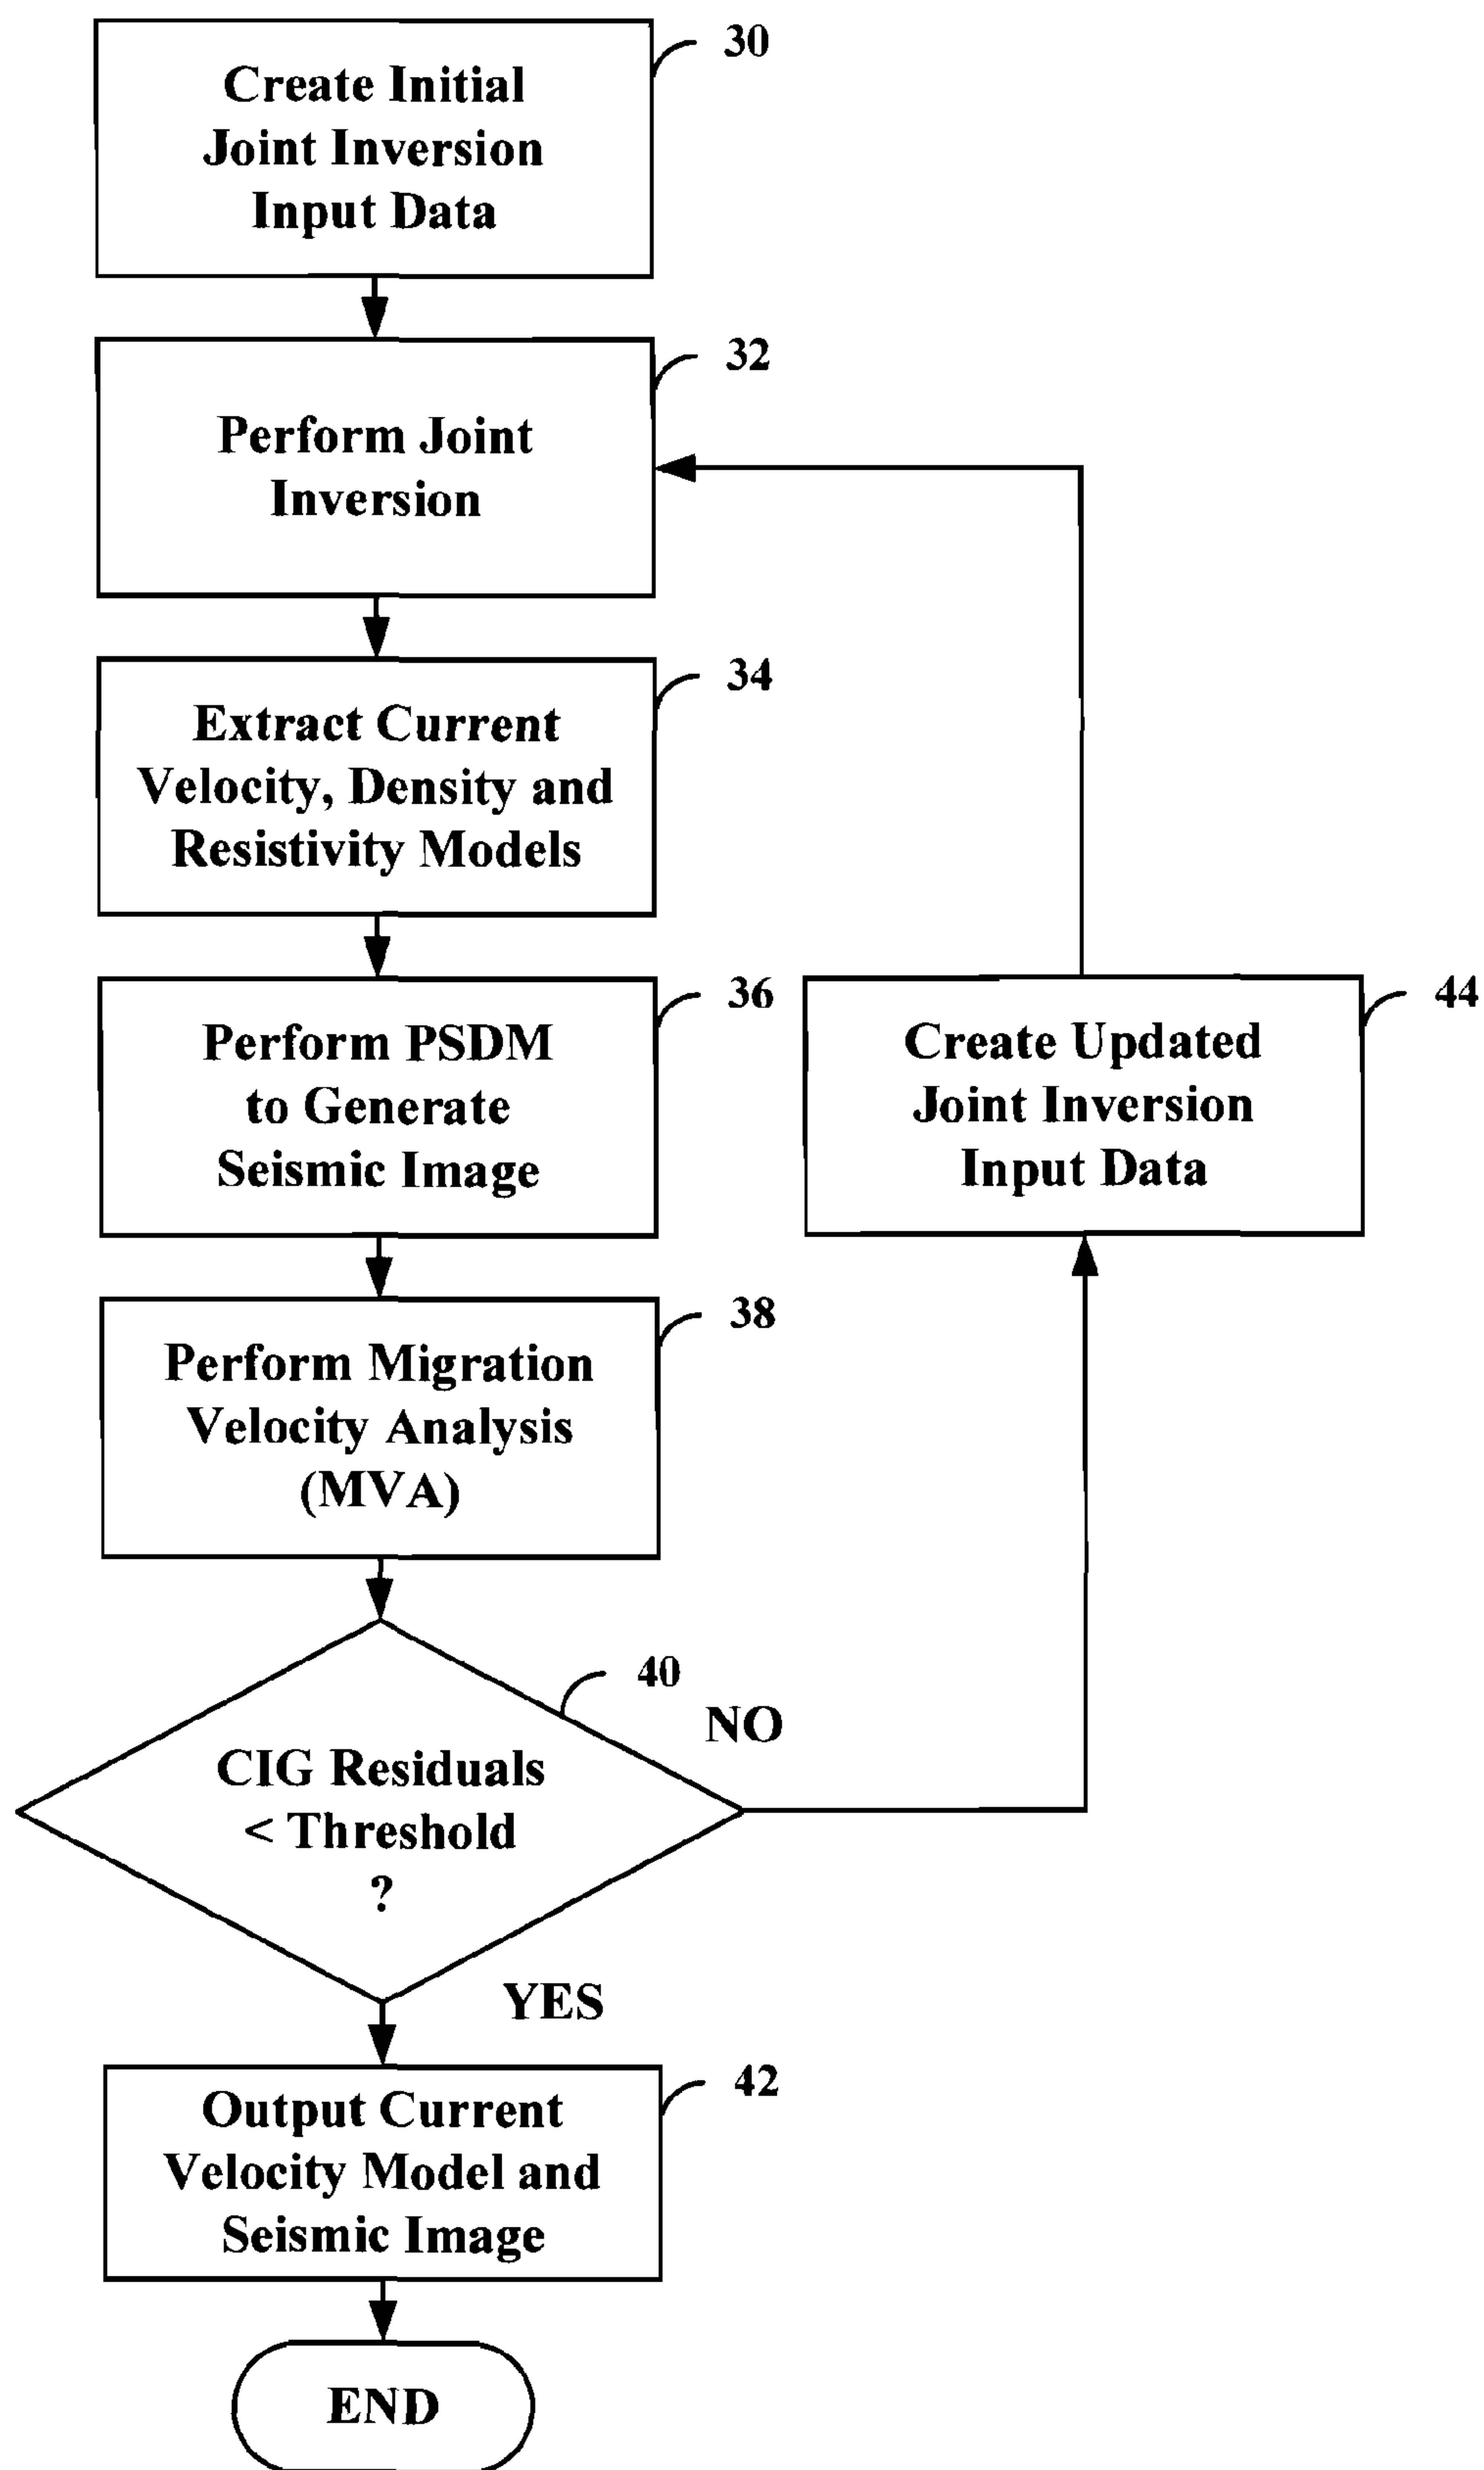 30
Create Initial
Joint Inversion
Input Data
32
Perform Joint
Inversion
34
Extract Current
Velocity, Density and
Resistivity Models
36
Perform PSDM
to Generate
Seismic Image
44
Create Updated
Joint Inversion
Input Data
38
Perform Migration
Velocity Analysis
(MVA)
40
NO
CIG Residuals
< Threshold
?
YES
42
Output Current
Velocity Model and
Seismic Image
END